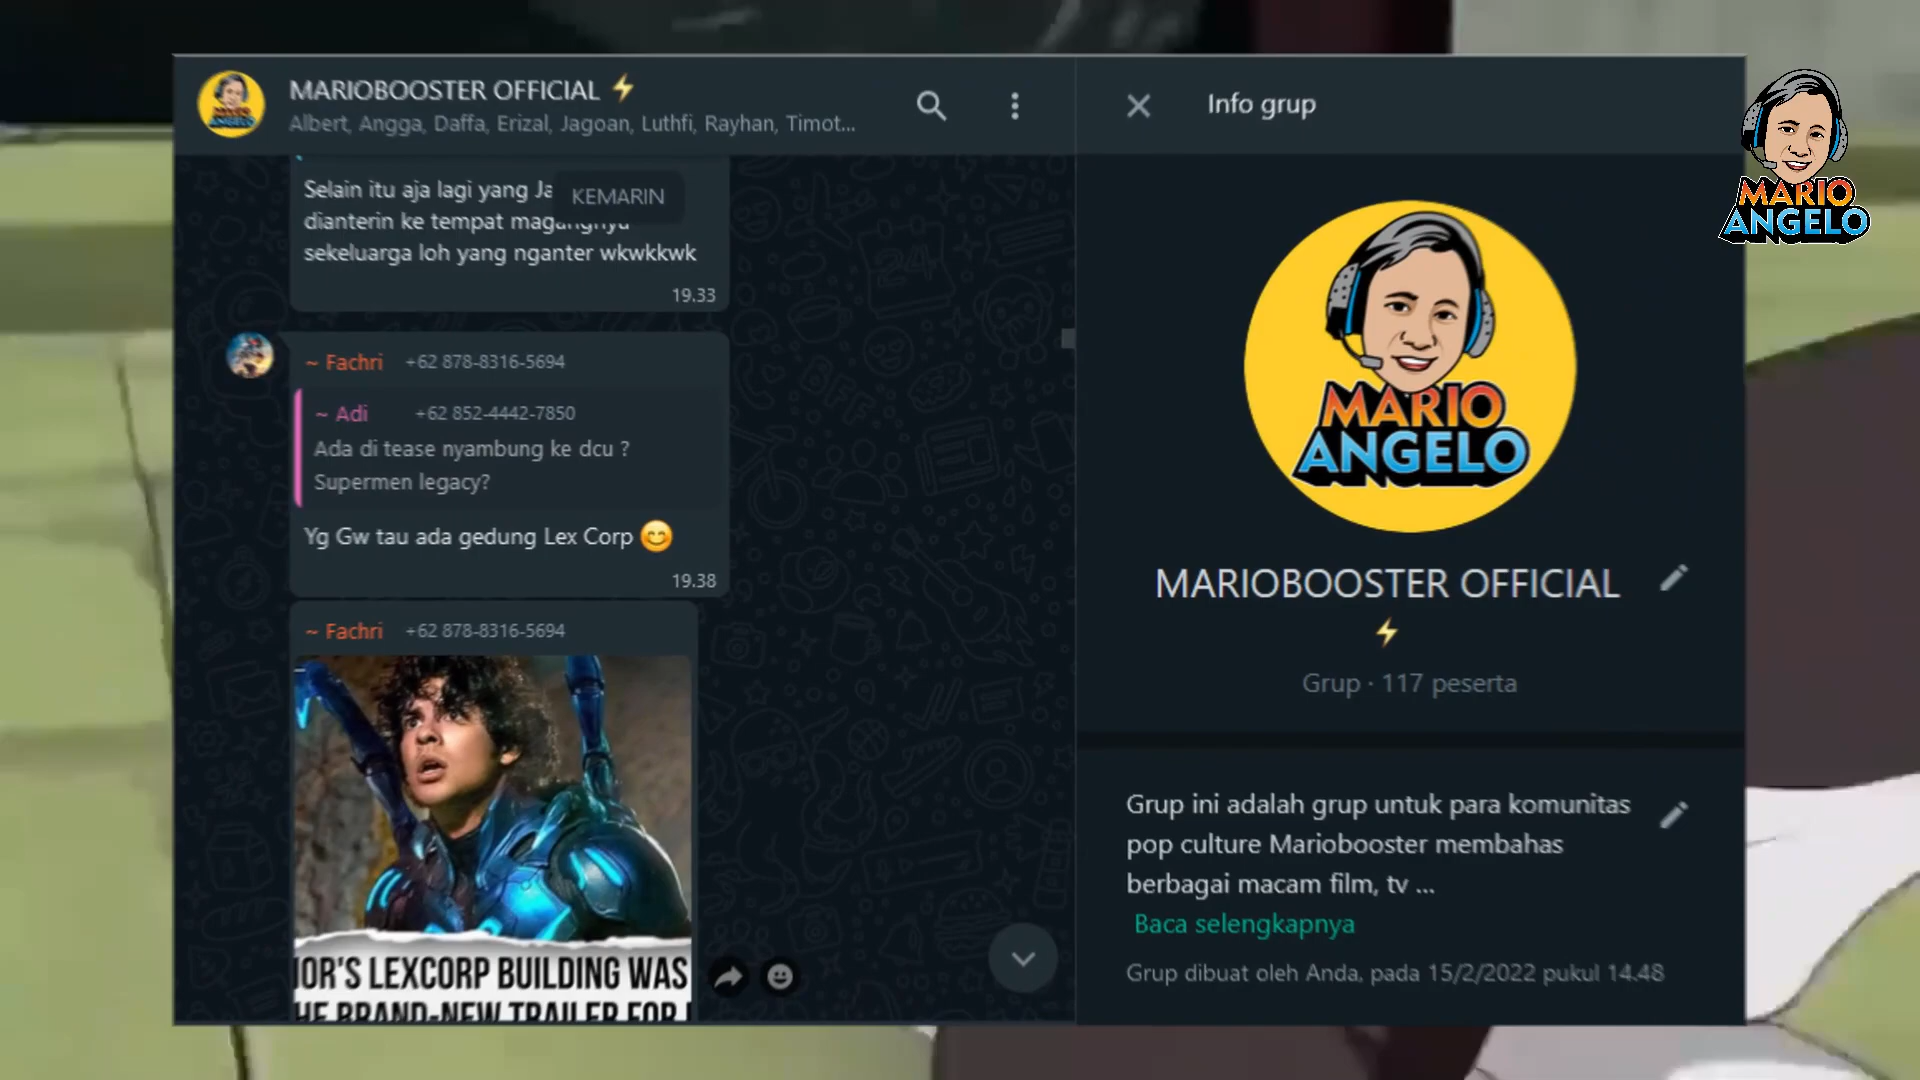 MARIOBOOSTER OFFICIAL ⚡
Albert, Angga, Daffa, Erizal, Jagoan, Luthfi, Rayhan, Timot...
Selain itu aja lagi yang Ja
KEMARIN
dianterin ke tempat magangnya
sekeluarga loh yang nganter wkwkkwk
19.33
~ Fachri +62 878-8316-5694
~ Adi +62 852-4442-7850
Ada di tease nyambung ke dcu ?
Supermen legacy?
Yg Gw tau ada gedung Lex Corp 😊
19.38
~ Fachri +62 878-8316-5694
IOR'S LEXCORP BUILDING WAS
HE BRAND-NEW TRAILER FOR
Info grup
MARIO
ANGELO
MARIOBOOSTER OFFICIAL
⚡
Grup · 117 peserta
Grup ini adalah grup untuk para komunitas
pop culture Mariobooster membahas
berbagai macam film, tv ...
Baca selengkapnya
Grup dibuat oleh Anda, pada 15/2/2022 pukul 14.48
MARIO
ANGELO